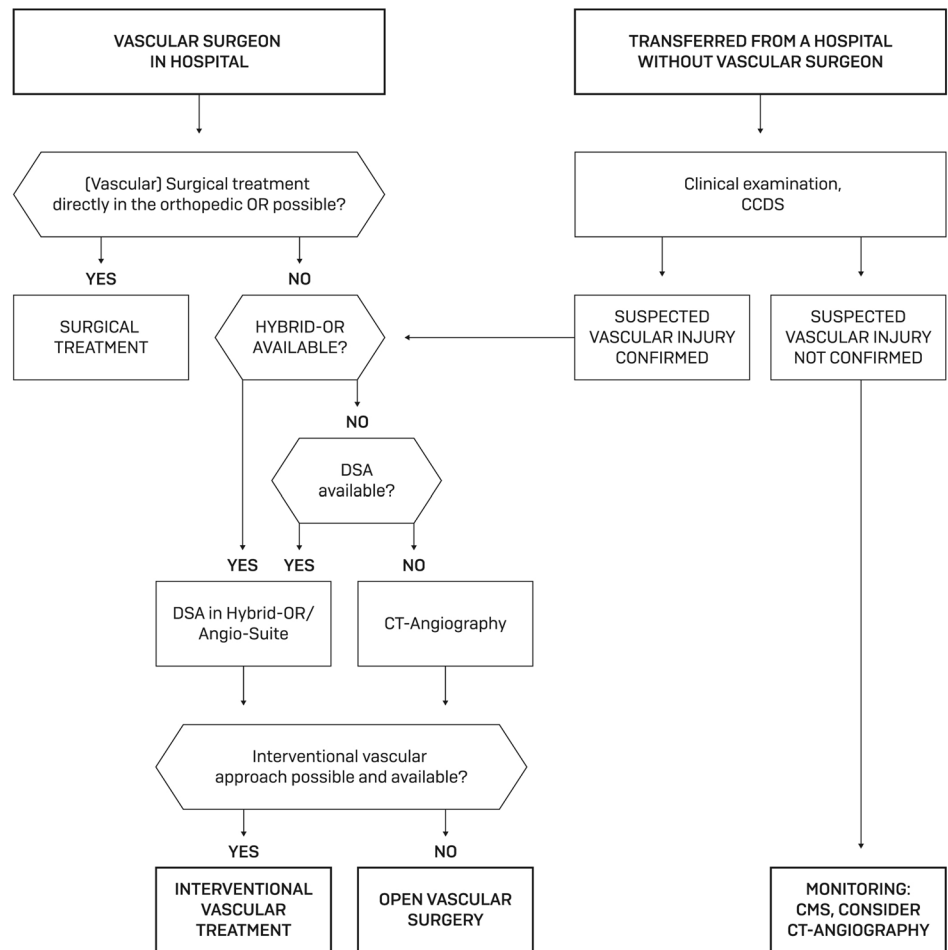 VASCULAR SURGEON
IN HOSPITAL
TRANSFERRED FROM A HOSPITAL
WITHOUT VASCULAR SURGEON
(Vascular) Surgical treatment
directly in the orthopedic OR possible?
Clinical examination,
CCDS
YES
NO
SURGICAL
TREATMENT
HYBRID-OR
AVAILABLE?
SUSPECTED
VASCULAR INJURY
CONFIRMED
SUSPECTED
VASCULAR INJURY
NOT CONFIRMED
NO
DSA
available?
YES
YES
NO
DSA in Hybrid-OR/
Angio-Suite
CT-Angiography
Interventional vascular
approach possible and available?
YES
NO
INTERVENTIONAL
VASCULAR
TREATMENT
OPEN VASCULAR
SURGERY
MONITORING:
CMS, CONSIDER
CT-ANGIOGRAPHY